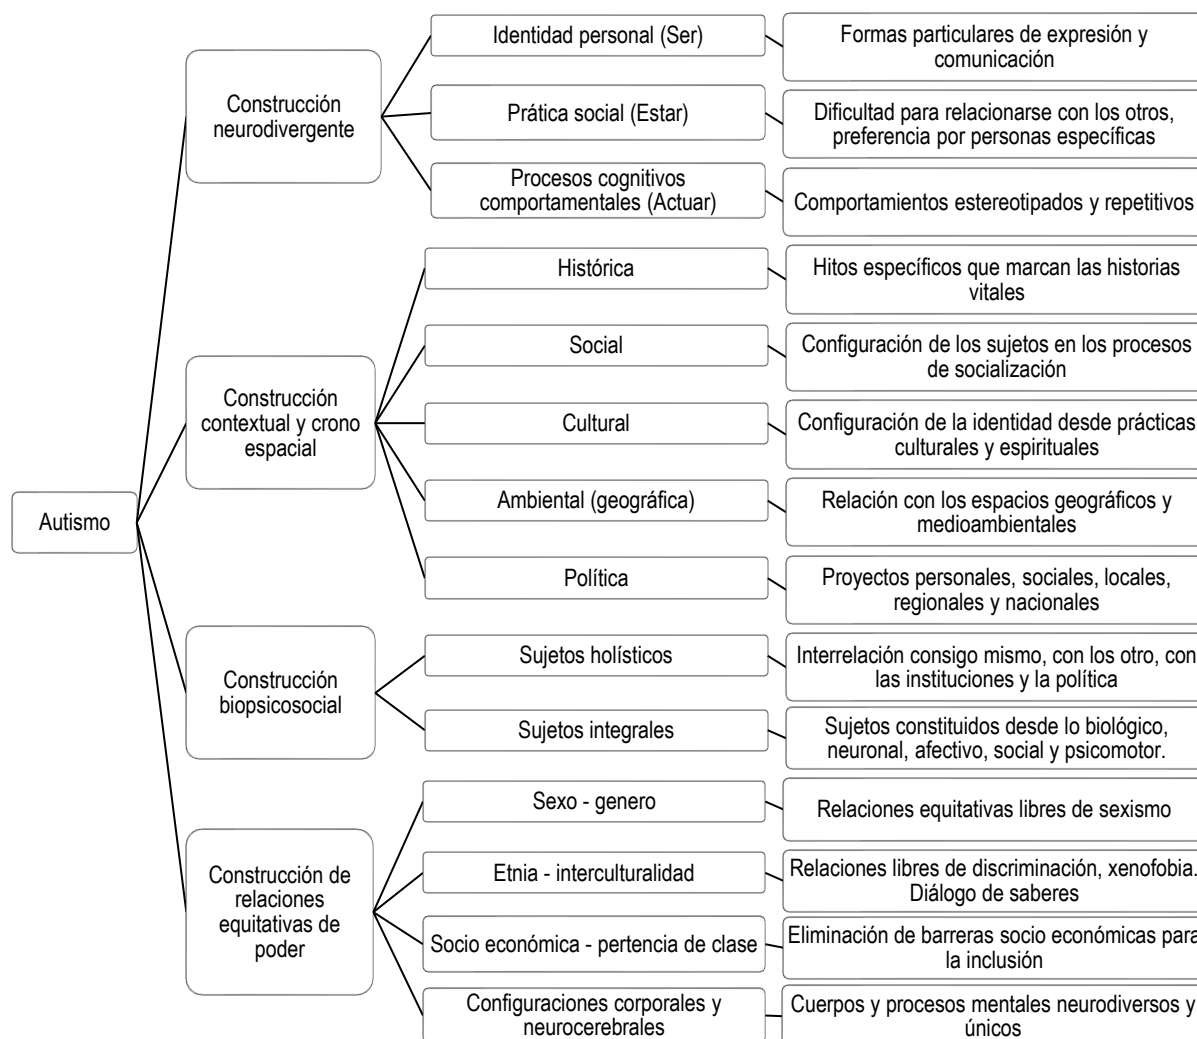 Autismo
Construcción
neurodivergente
Identidad personal (Ser)
Formas particulares de expresión y
comunicación
Prática social (Estar)
Dificultad para relacionarse con los otros,
preferencia por personas específicas
Procesos cognitivos
comportamentales (Actuar)
Comportamientos estereotipados y repetitivos
Construcción
contextual y crono
espacial
Histórica
Hitos específicos que marcan las historias
vitales
Social
Configuración de los sujetos en los procesos
de socialización
Cultural
Configuración de la identidad desde prácticas
culturales y espirituales
Ambiental (geográfica)
Relación con los espacios geográficos y
medioambientales
Política
Proyectos personales, sociales, locales,
regionales y nacionales
Construcción
biopsicosocial
Sujetos holísticos
Interrelación consigo mismo, con los otro, con
las instituciones y la política
Sujetos integrales
Sujetos constituidos desde lo biológico,
neuronal, afectivo, social y psicomotor.
Construcción de
relaciones
equitativas de
poder
Sexo - genero
Relaciones equitativas libres de sexismo
Etnia - interculturalidad
Relaciones libres de discriminación, xenofobia.
Diálogo de saberes
Socio económica - pertencia de clase
Eliminación de barreras socio económicas para
la inclusión
Configuraciones corporales y
neurocerebrales
Cuerpos y procesos mentales neurodiversos y
únicos